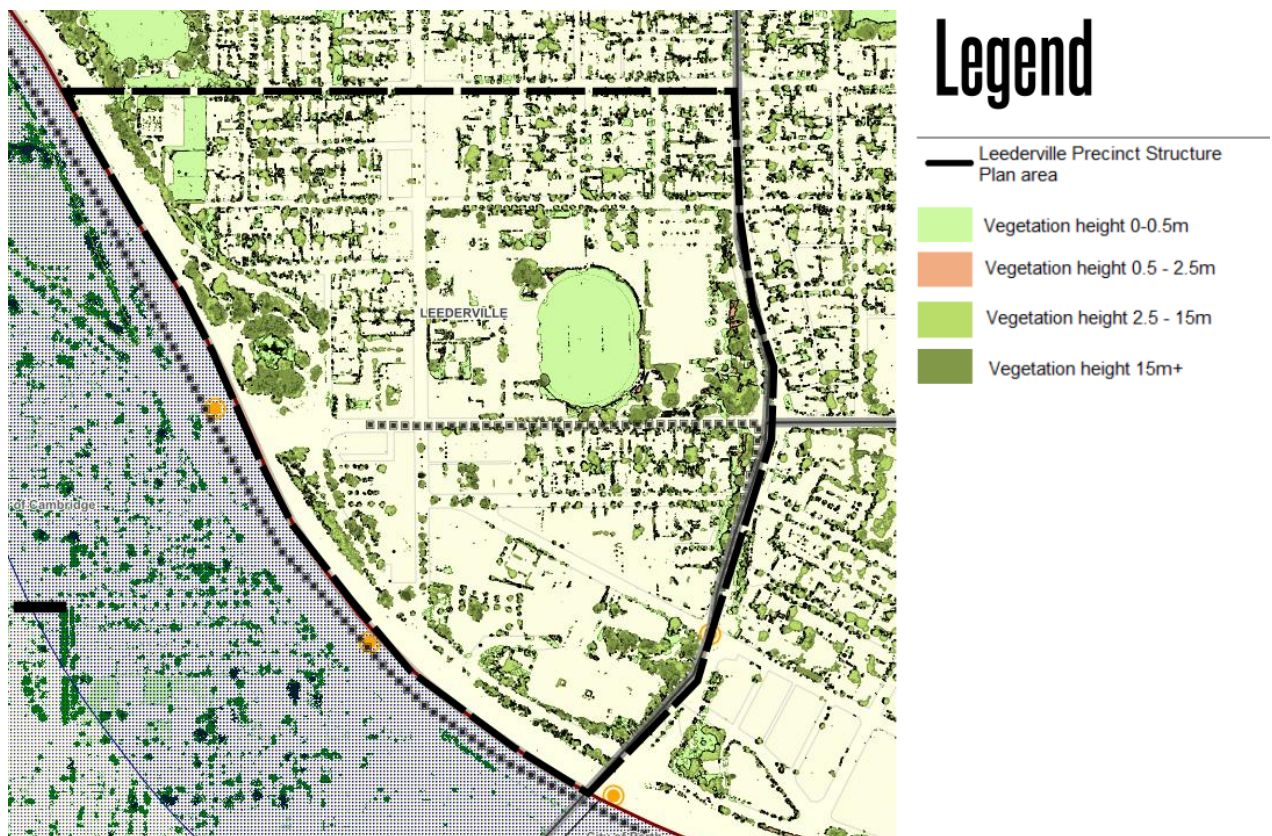 Legend
Leederville Precinct Structure
Plan area
Vegetation height 0-0.5m
Vegetation height 0.5 - 2.5m
Vegetation height 2.5 - 15m
Vegetation height 15m+
LEEDERVILLE
of Cambridge